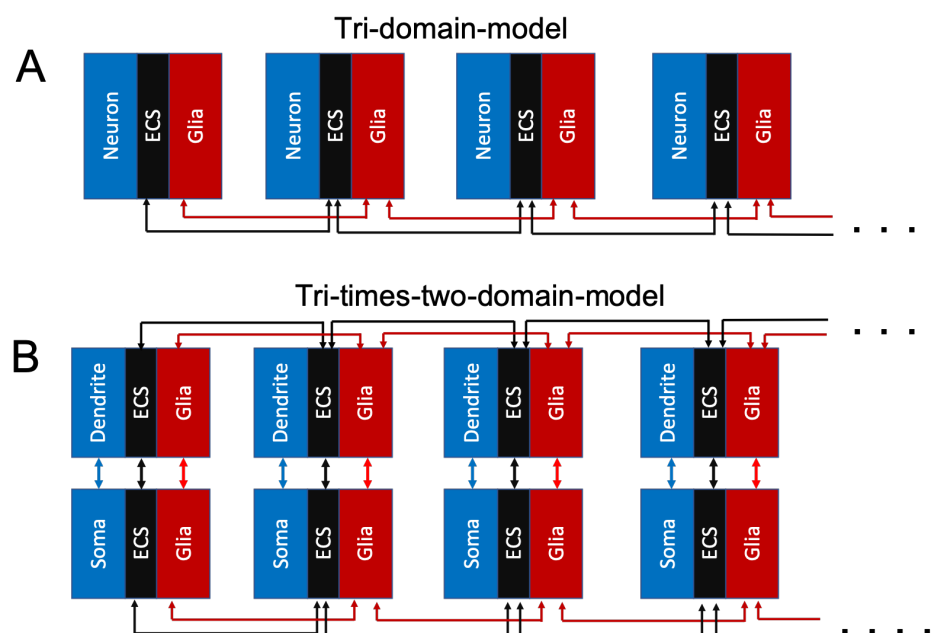 Tri-domain-model
A
Neuron ECS Glia Neuron ECS Glia Neuron ECS Glia Neuron ECS Glia
. . .
Tri-times-two-domain-model
. . .
B
Dendrite ECS Glia Dendrite ECS Glia Dendrite ECS Glia Dendrite ECS Glia
Soma ECS Glia Soma ECS Glia Soma ECS Glia Soma ECS Glia
. . . .